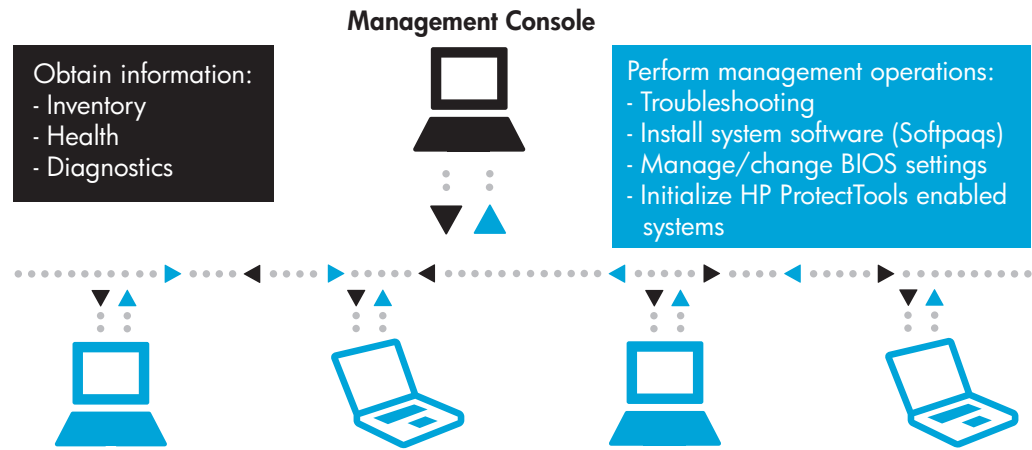 Management Console
Obtain information:
- Inventory
- Health
- Diagnostics
Perform management operations:
- Troubleshooting
- Install system software (Softpaqs)
- Manage/change BIOS settings
- Initialize HP ProtectTools enabled
systems